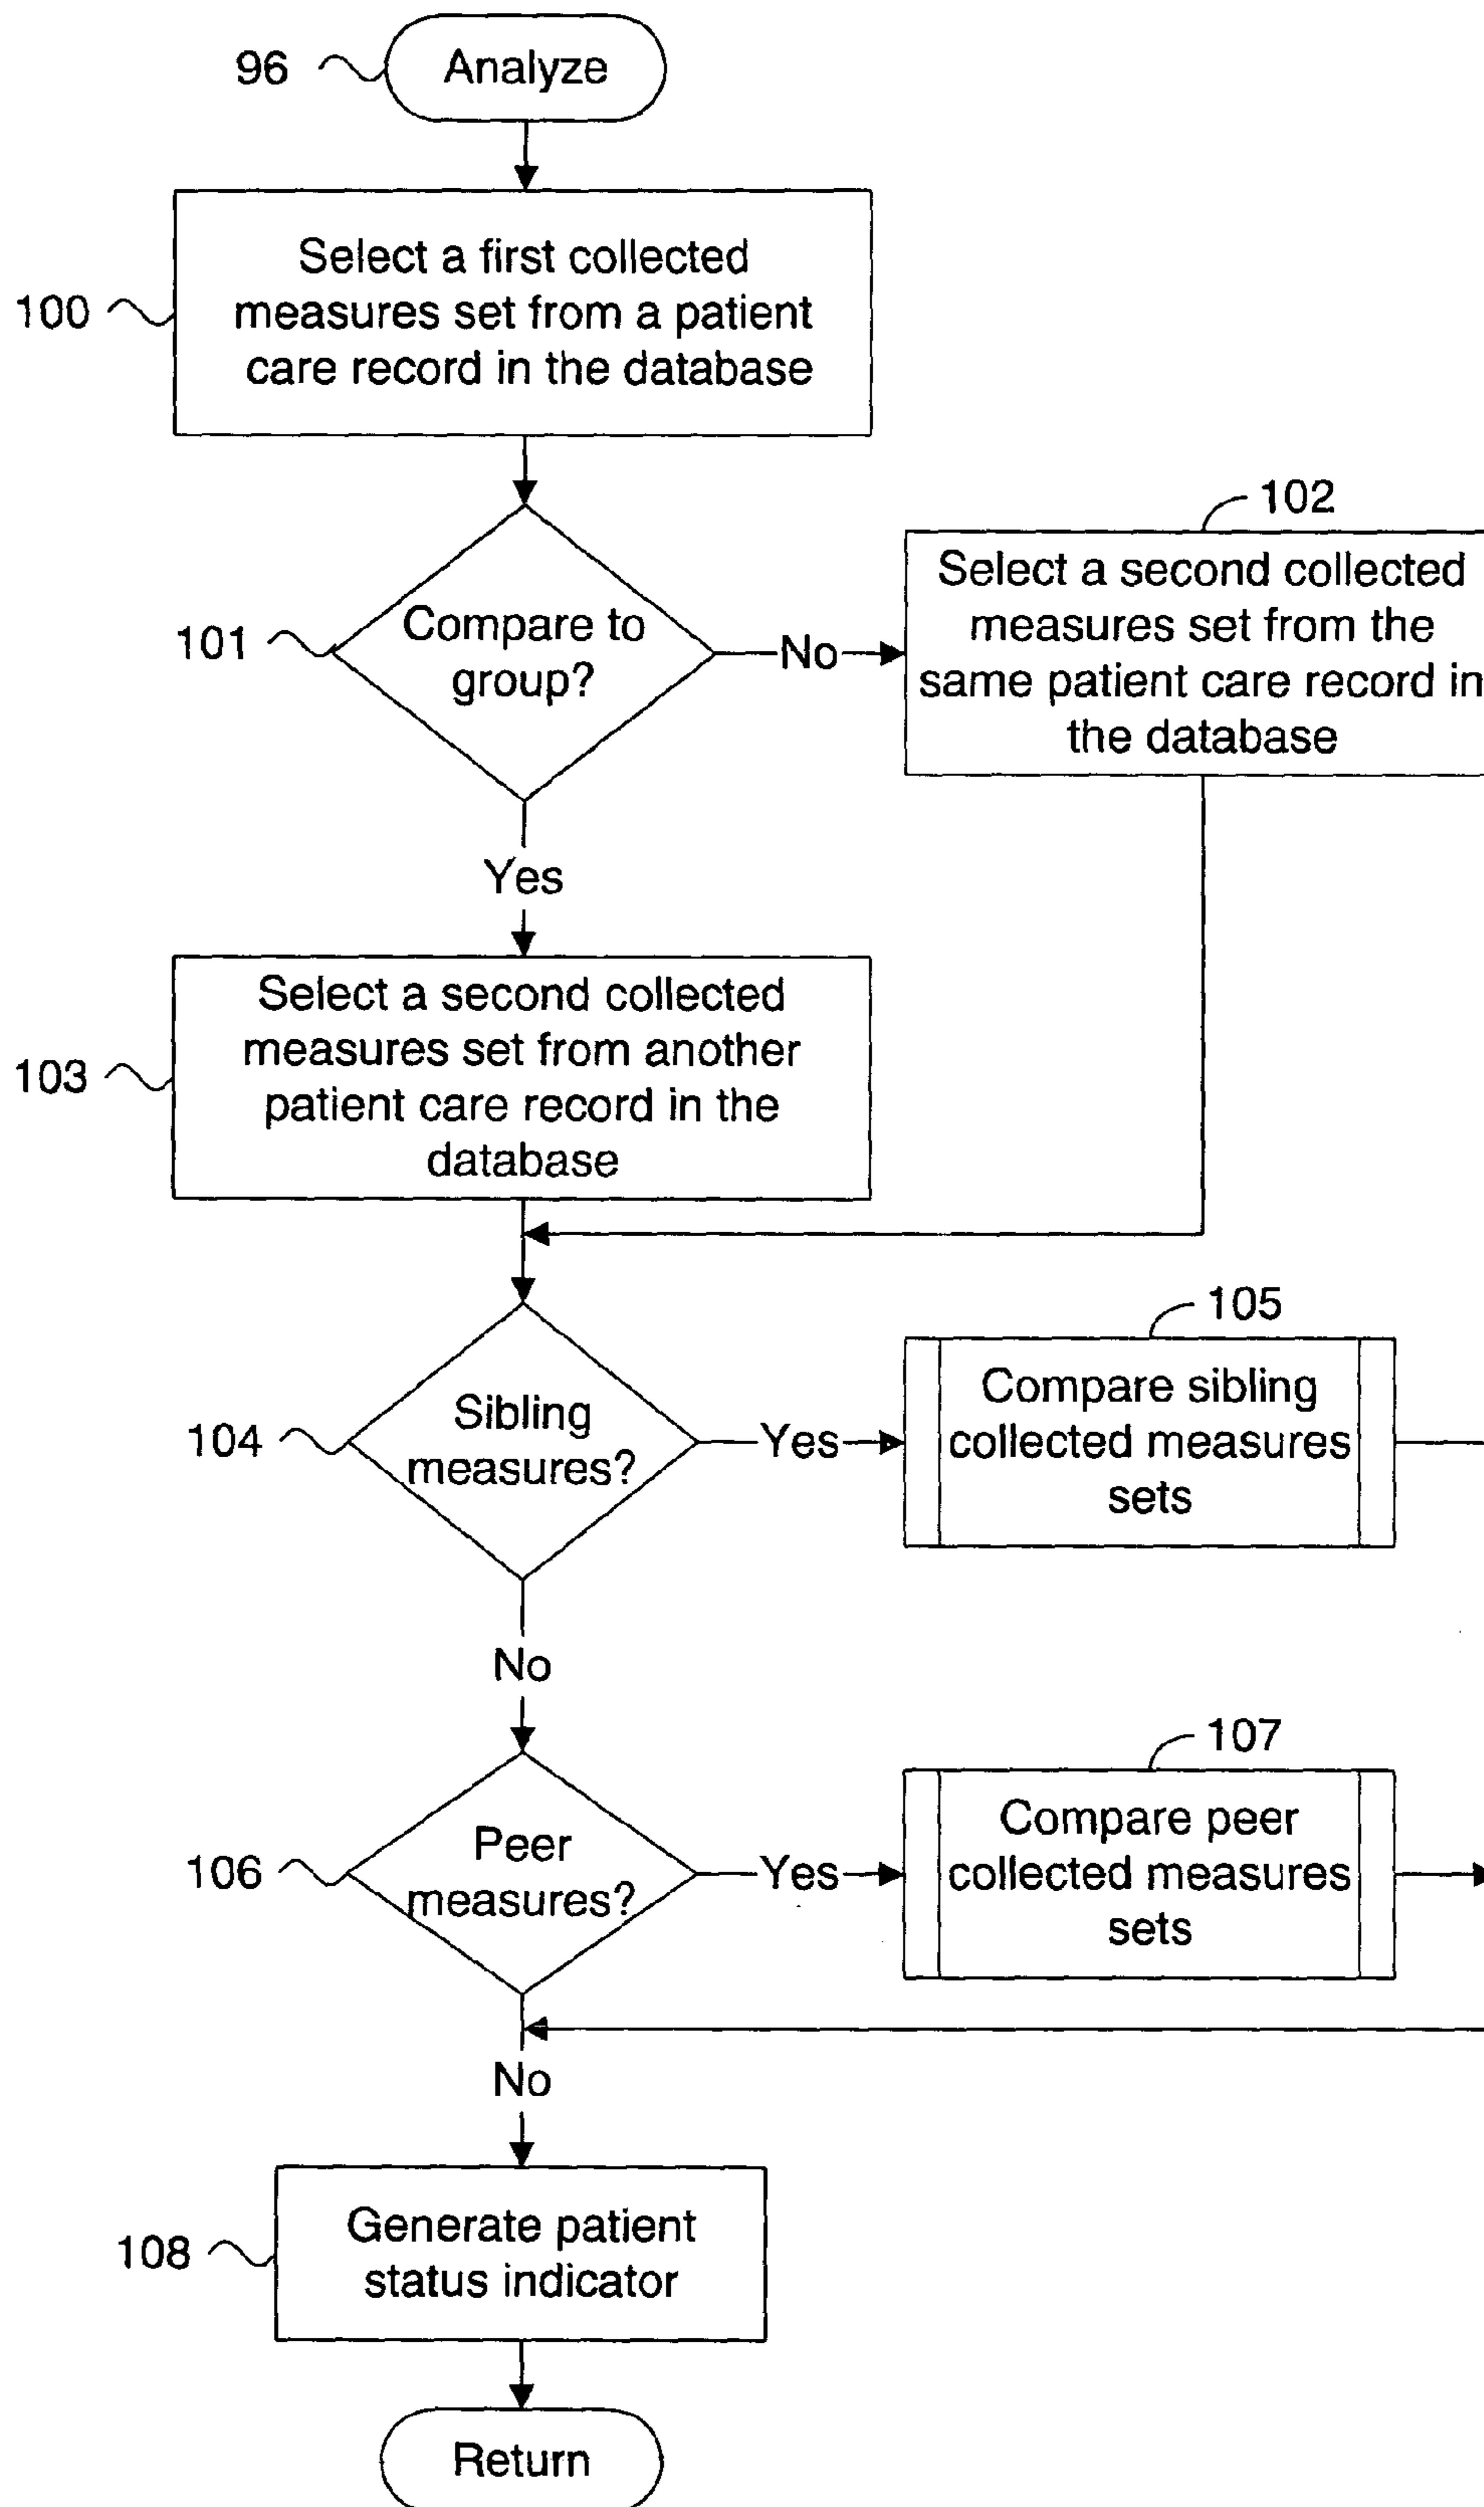 96
Analyze
100
Select a first collected
measures set from a patient
care record in the database
101
Compare to
group?
No
102
Select a second collected
measures set from the
same patient care record in
the database
Yes
103
Select a second collected
measures set from another
patient care record in the
database
104
Sibling
measures?
Yes
105
Compare sibling
collected measures
sets
No
106
Peer
measures?
Yes
107
Compare peer
collected measures
sets
No
108
Generate patient
status indicator
Return